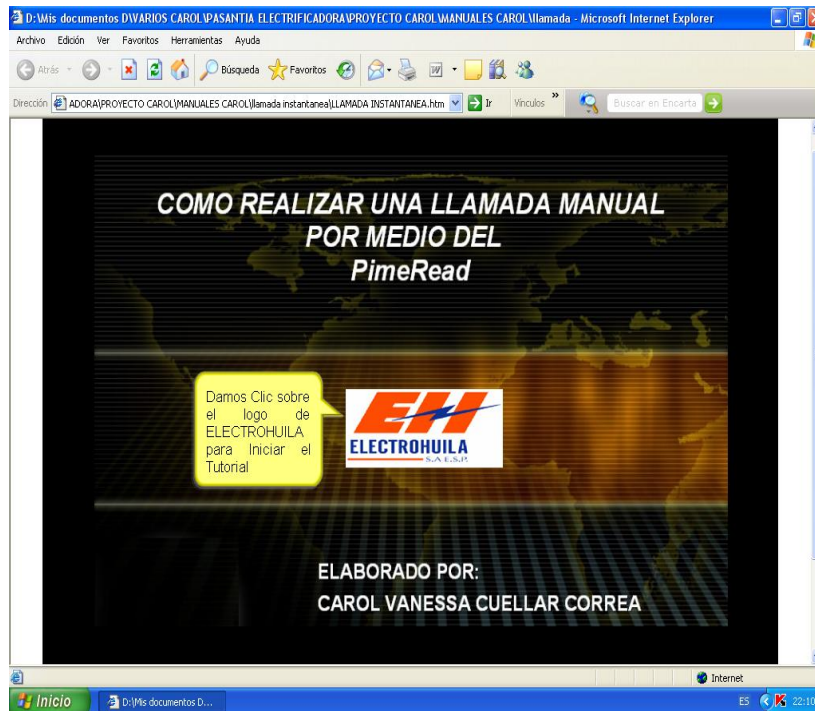 D:\Mis documentos D\VARIOS CAROL\PASANTIA ELECTRIFICADORA\PROYECTO CAROL\MANUALES CAROL\llamada - Microsoft Internet Explorer
Archivo Edición Ver Favoritos Herramientas Ayuda
Atrás Búsqueda Favoritos
Dirección ADORA\PROYECTO CAROL\MANUALES CAROL\llamada instantanea\LLAMADA INSTANTANEA.htm Ir Vínculos » Buscar en Encarta
COMO REALIZAR UNA LLAMADA MANUAL
POR MEDIO DEL
PimeRead
Damos Clic sobre
el logo de
ELECTROHUILA
para Iniciar el
Tutorial
EH
ELECTROHUILA
S.A E.S.P.
ELABORADO POR:
CAROL VANESSA CUELLAR CORREA
Internet
Inicio D:\Mis documentos D... ES 22:10